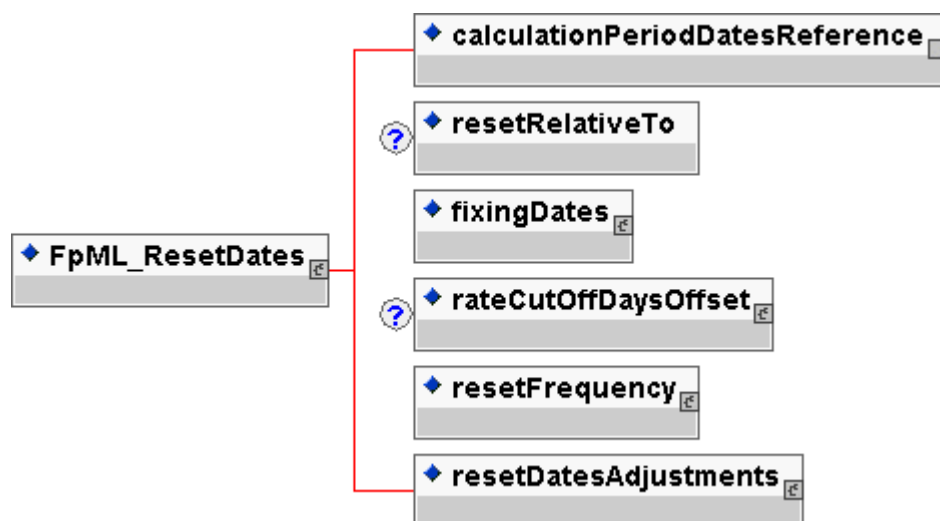 calculationPeriodDatesReference
?
resetRelativeTo
fixingDates
FpML_ResetDates
?
rateCutOffDaysOffset
resetFrequency
resetDatesAdjustments